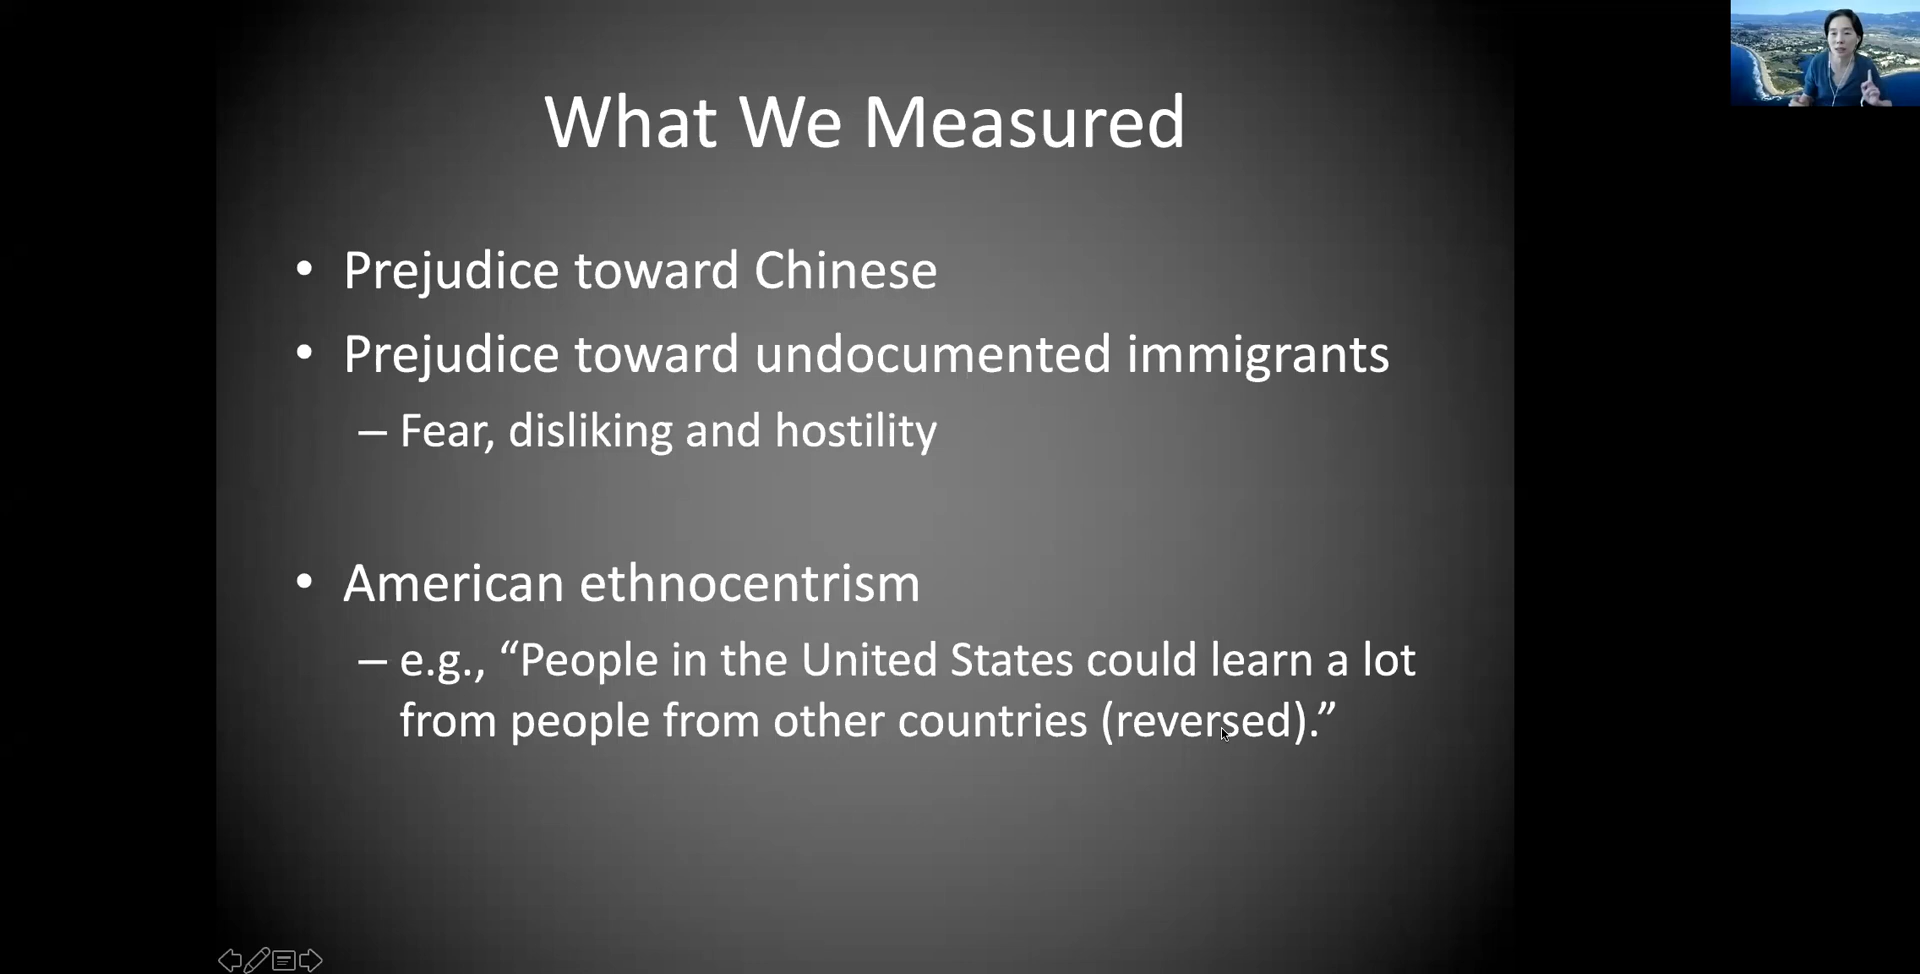 What We Measured
• Prejudice toward Chinese
• Prejudice toward undocumented immigrants
– Fear, disliking and hostility
• American ethnocentrism
– e.g., “People in the United States could learn a lot
from people from other countries (reversed).”